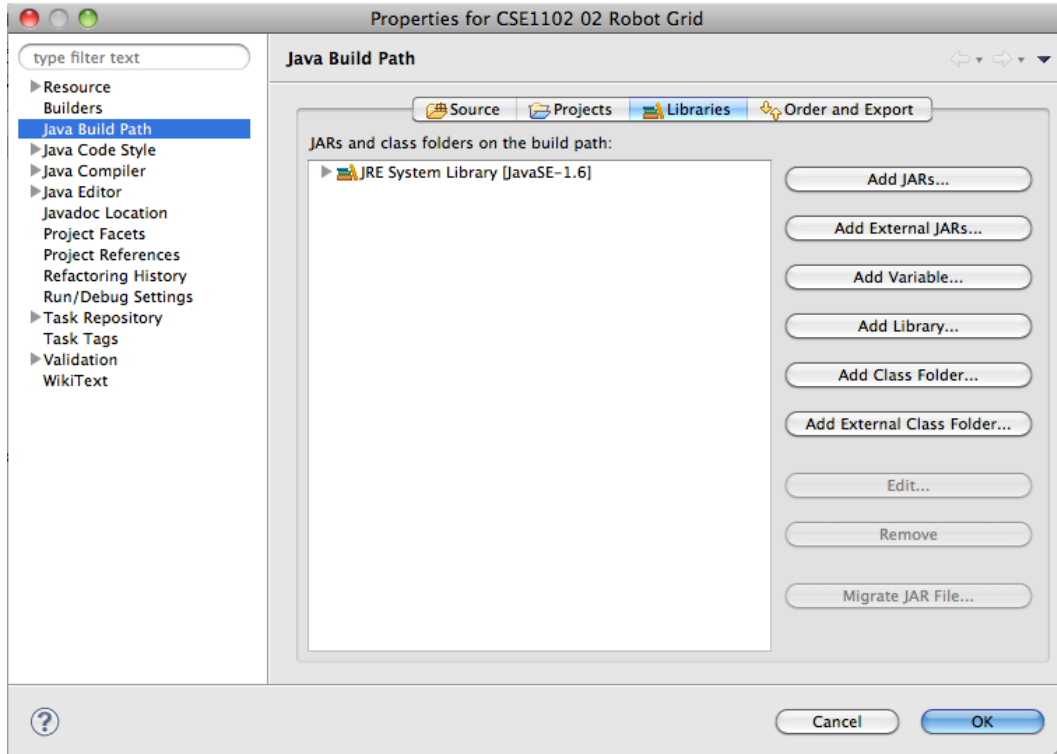 Properties for CSE1102 02 Robot Grid
type filter text
Resource
Builders
Java Build Path
Java Code Style
Java Compiler
Java Editor
Javadoc Location
Project Facets
Project References
Refactoring History
Run/Debug Settings
Task Repository
Task Tags
Validation
WikiText
Java Build Path
Source Projects Libraries Order and Export
JARs and class folders on the build path:
JRE System Library [JavaSE-1.6]
Add JARs...
Add External JARs...
Add Variable...
Add Library...
Add Class Folder...
Add External Class Folder...
Edit...
Remove
Migrate JAR File...
?
Cancel OK